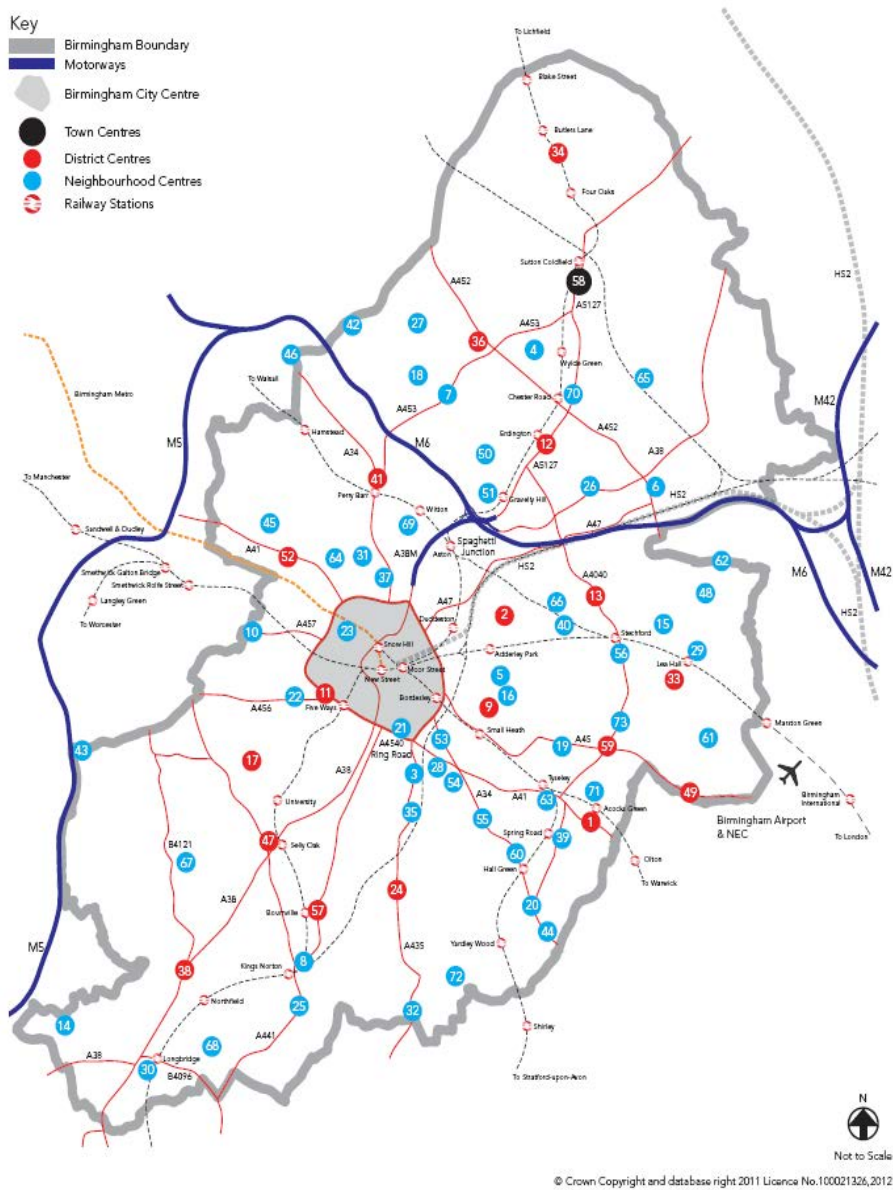 Key
Birmingham Boundary
Motorways
Birmingham City Centre
Town Centres
District Centres
Neighbourhood Centres
Railway Stations
To Lichfield
Blake Street
Butlers Lane
34
Four Oaks
Sutton Coldfield
58
HS2
A452
A5127
42
27
A453
36
4
46
Wylde Green
To Walsall
18
65
Birmingham Metro
7
Chester Road
70
M42
M5
A453
Hamstead
M6
A452
Erdington
12
A34
A38
50
A5127
To Manchester
41
Perry Barr
26
6
51
Gravelly Hill
HS2
Witton
45
69
A47
Sandwell & Dudley
Spaghetti
Junction
Aston
A41
52
64
31
A38M
HS2
62
M6
M42
Smethwick Galton Bridge
Smethwick Rolfe Street
37
A4040
48
Langley Green
A47
66
13
HS2
To Worcester
2
Duddeston
10
A457
23
40
15
Stechford
Snow Hill
Adderley Park
29
Moor Street
56
Lea Hall
New Street
5
33
11
16
22
Bordesley
A456
Five Ways
9
Marston Green
21
73
Small Heath
61
43
A4540
Ring Road
53
A45
19
59
17
A38
28
3
54
Tyseley
71
49
University
A34
A41
63
Acocks Green
Birmingham
International
35
1
Birmingham Airport
& NEC
55
Spring Road
47
39
Selly Oak
B4121
60
To London
67
Olton
Hall Green
24
To Warwick
A38
20
Bournville
57
44
M5
A435
Yardley Wood
8
38
Kings Norton
72
Northfield
25
32
14
Shirley
A441
68
A38
Longbridge
30
B4096
To Stratford-upon-Avon
N
Not to Scale
© Crown Copyright and database right 2011 Licence No.100021326,2012